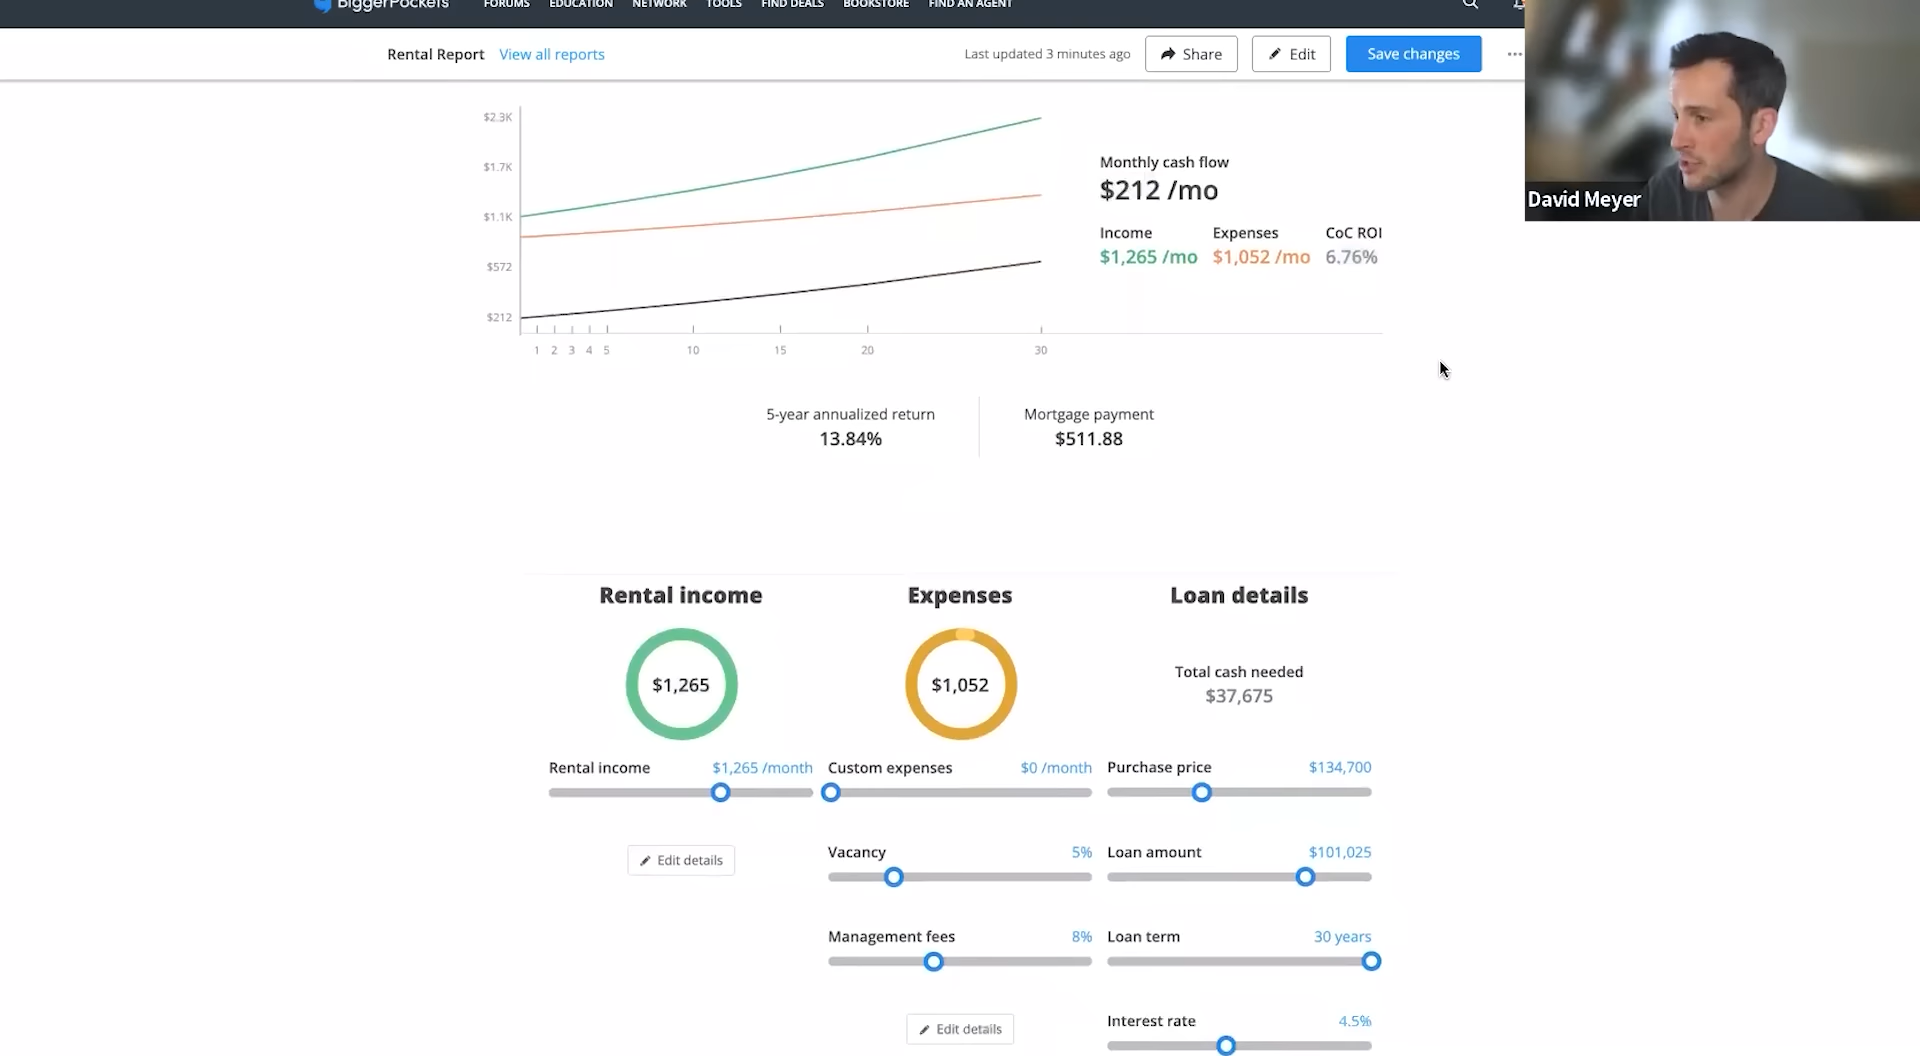 BiggerPockets FORUMS EDUCATION NETWORK TOOLS FIND DEALS BOOKSTORE FIND AN AGENT
Rental Report View all reports Last updated 3 minutes ago Share Edit Save changes
David Meyer
$2.3K
$1.7K
$1.1K
$572
$212
1 2 3 4 5 10 15 20 30
Monthly cash flow
$212 /mo
Income Expenses CoC ROI
$1,265 /mo $1,052 /mo 6.76%
5-year annualized return Mortgage payment
13.84% $511.88
Rental income Expenses Loan details
$1,265 $1,052
Total cash needed
$37,675
Rental income $1,265 /month Custom expenses $0 /month Purchase price $134,700
Edit details Vacancy 5% Loan amount $101,025
Management fees 8% Loan term 30 years
Edit details Interest rate 4.5%